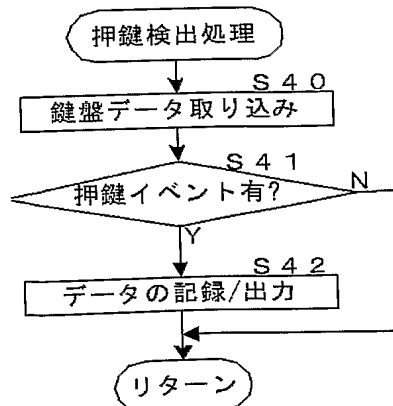 押鍵検出処理
S40
鍵盤データ取り込み
S41
押鍵イベント有?
N
Y
S42
データの記録/出力
リターン